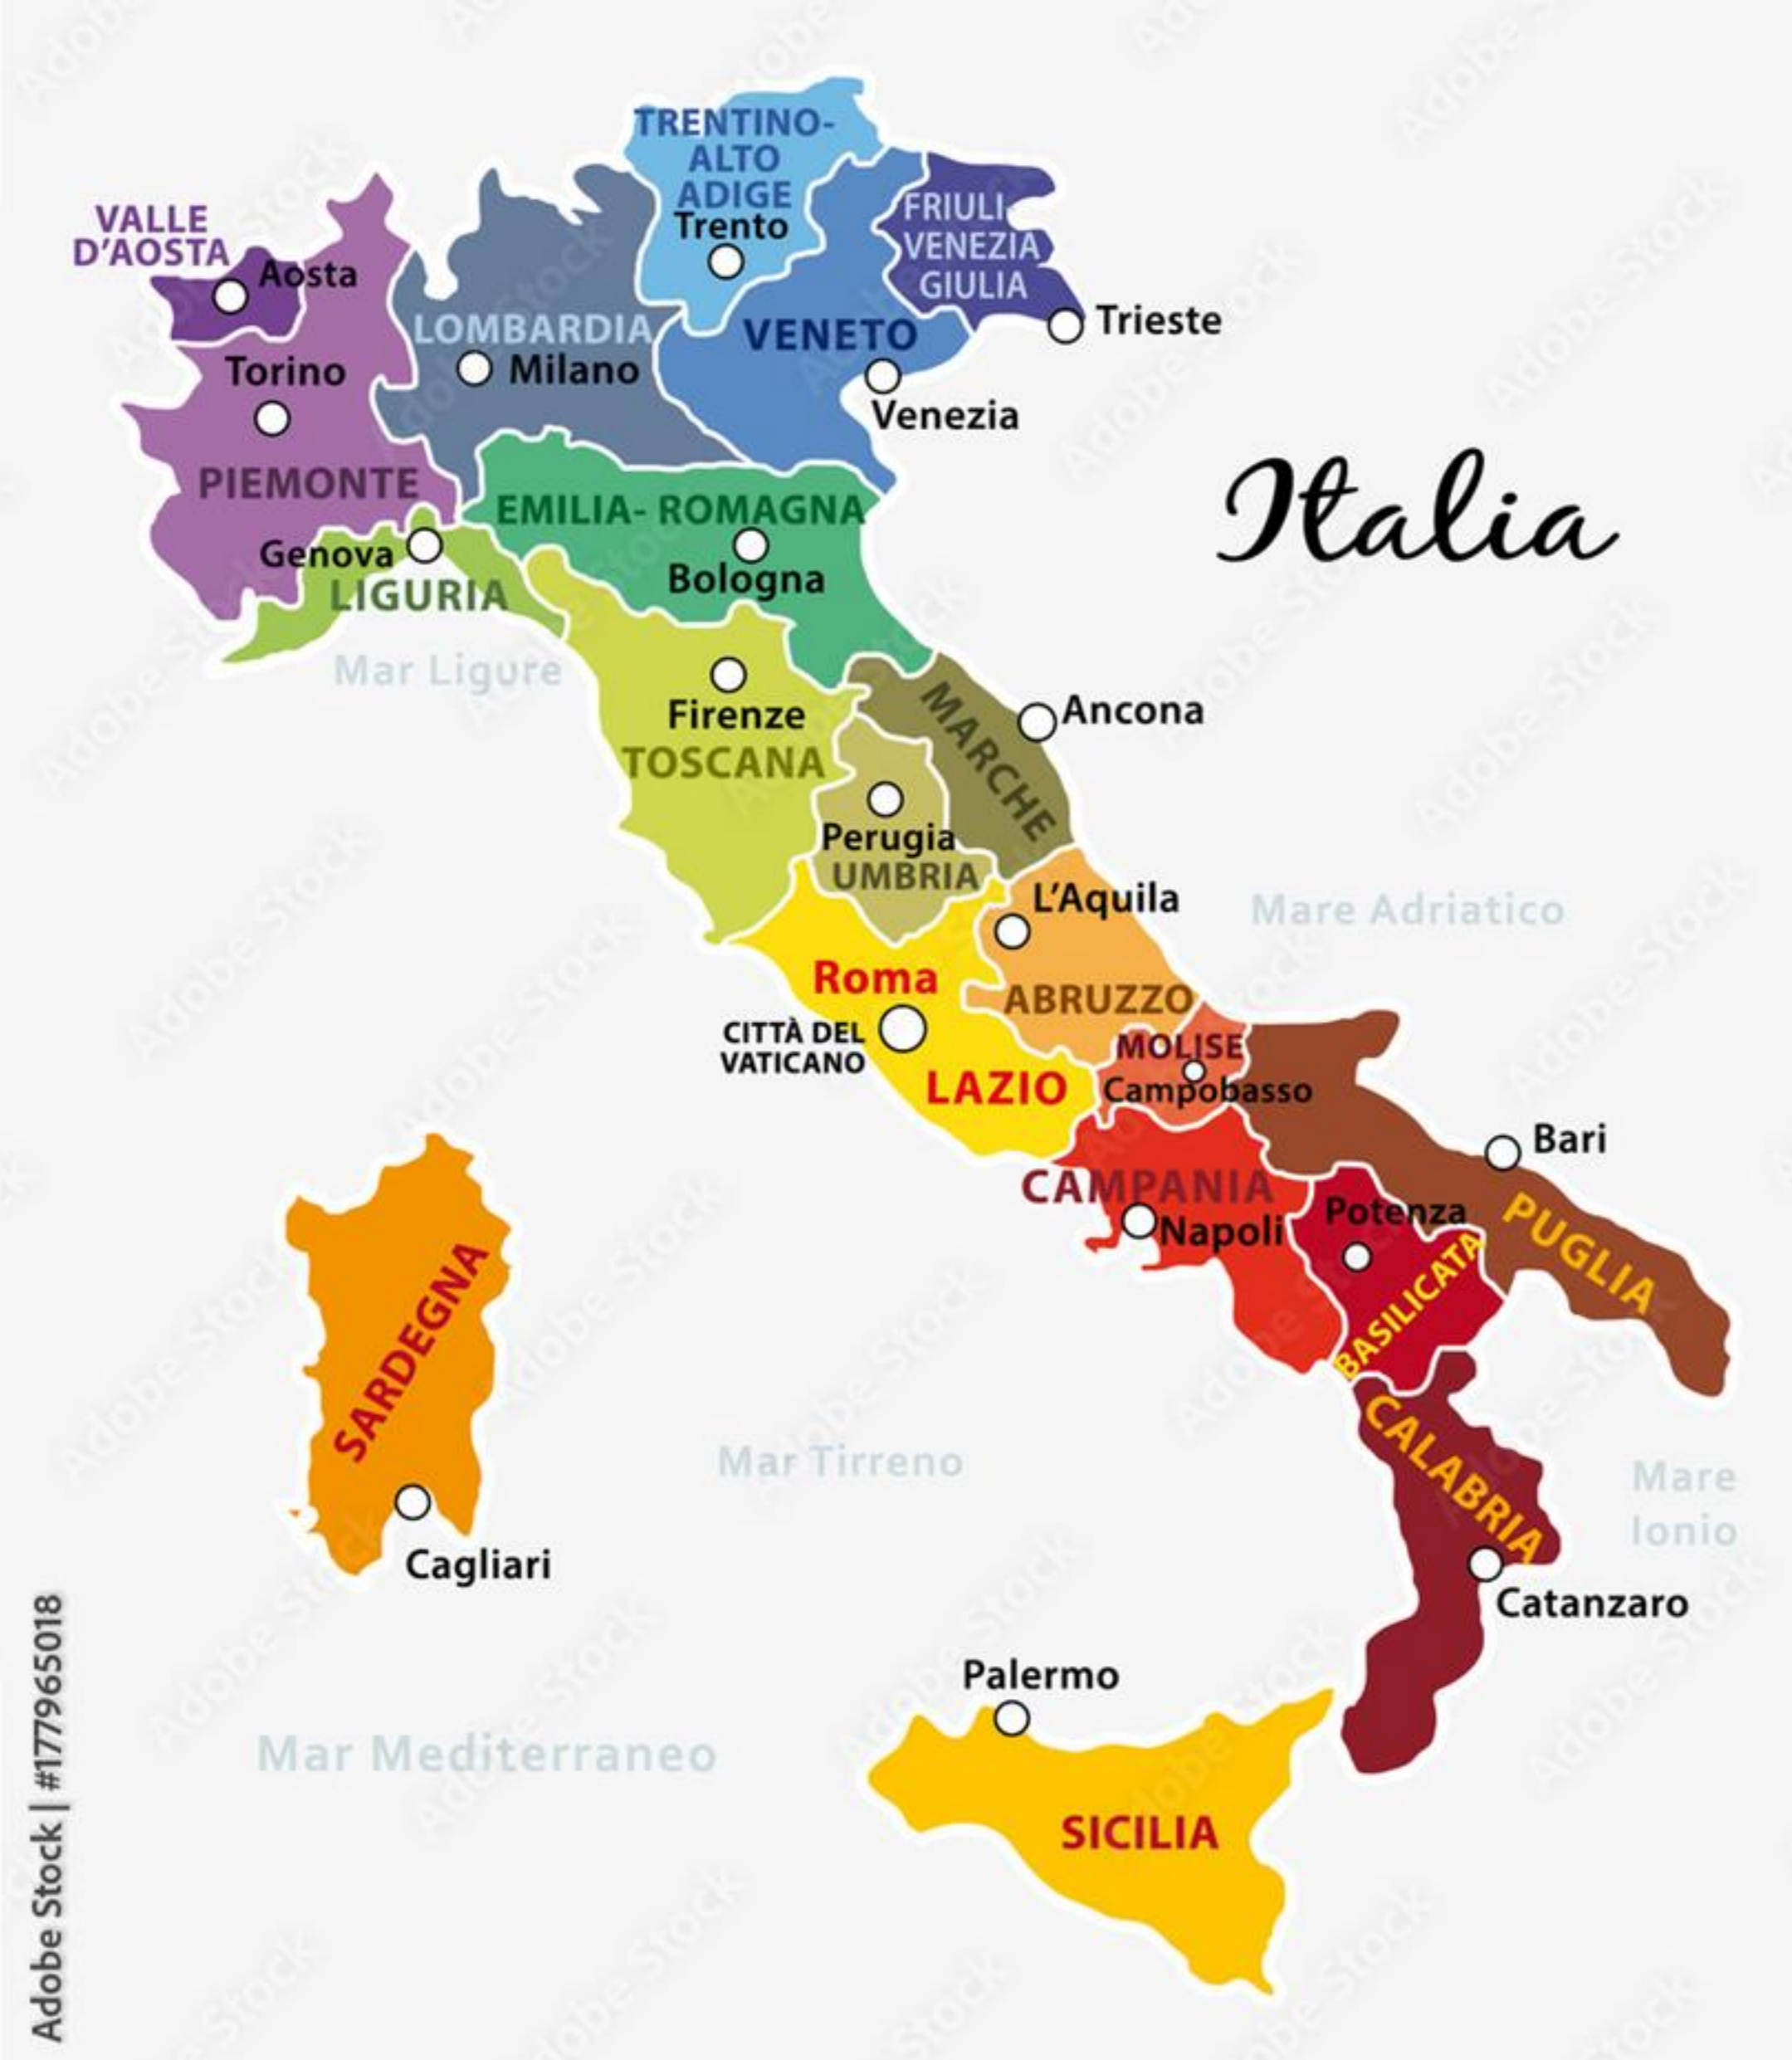 TRENTINO-
ALTO
ADIGE
Trento
VALLE
D'AOSTA
Aosta
FRIULI
VENEZIA
GIULIA
Trieste
LOMBARDIA
Milano
VENETO
Venezia
Torino
PIEMONTE
Italia
EMILIA- ROMAGNA
Bologna
Genova
LIGURIA
Mar Ligure
Firenze
TOSCANA
MARCHE
Ancona
Perugia
UMBRIA
L'Aquila
ABRUZZO
Mare Adriatico
Roma
CITTÀ DEL
VATICANO
LAZIO
MOLISE
Campobasso
Bari
PUGLIA
CAMPANIA
Napoli
Potenza
BASILICATA
SARDEGNA
Cagliari
Mar Tirreno
CALABRIA
Catanzaro
Mare
Ionio
Palermo
SICILIA
Mar Mediterraneo
Adobe Stock | #177965018
Adobe Stock